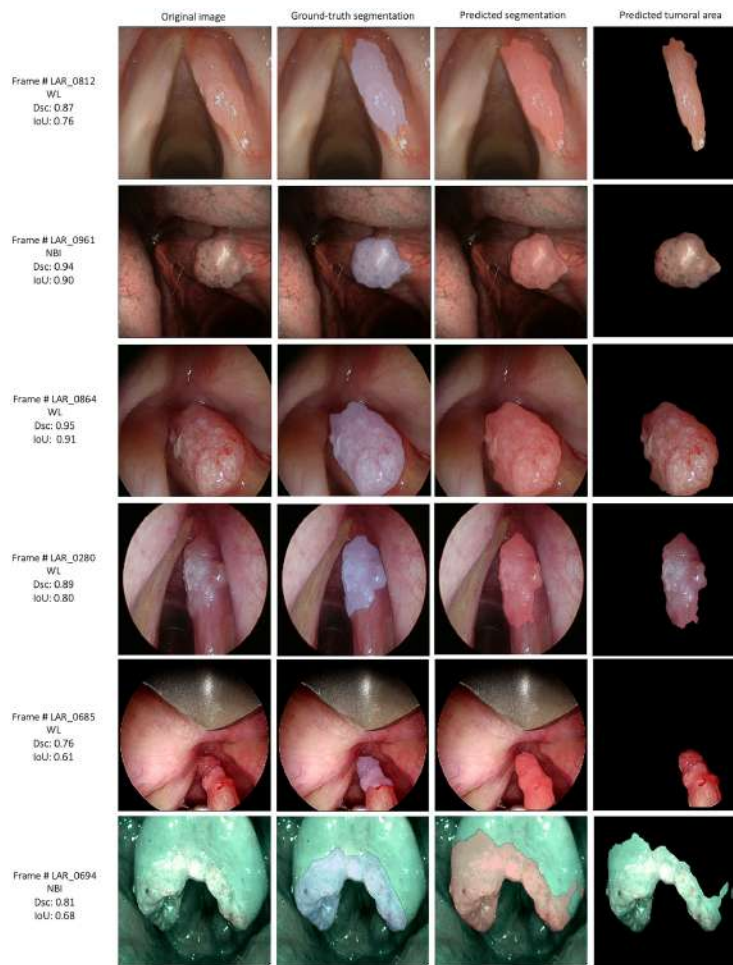 Original image
Ground-truth segmentation
Predicted segmentation
Predicted tumoral area
Frame # LAR_0812
WL
Dsc: 0.87
IoU: 0.76
Frame # LAR_0961
NBI
Dsc: 0.94
IoU: 0.90
Frame # LAR_0864
WL
Dsc: 0.95
IoU: 0.91
Frame # LAR_0280
WL
Dsc: 0.89
IoU: 0.80
Frame # LAR_0685
WL
Dsc: 0.76
IoU: 0.61
Frame # LAR_0694
NBI
Dsc: 0.81
IoU: 0.68